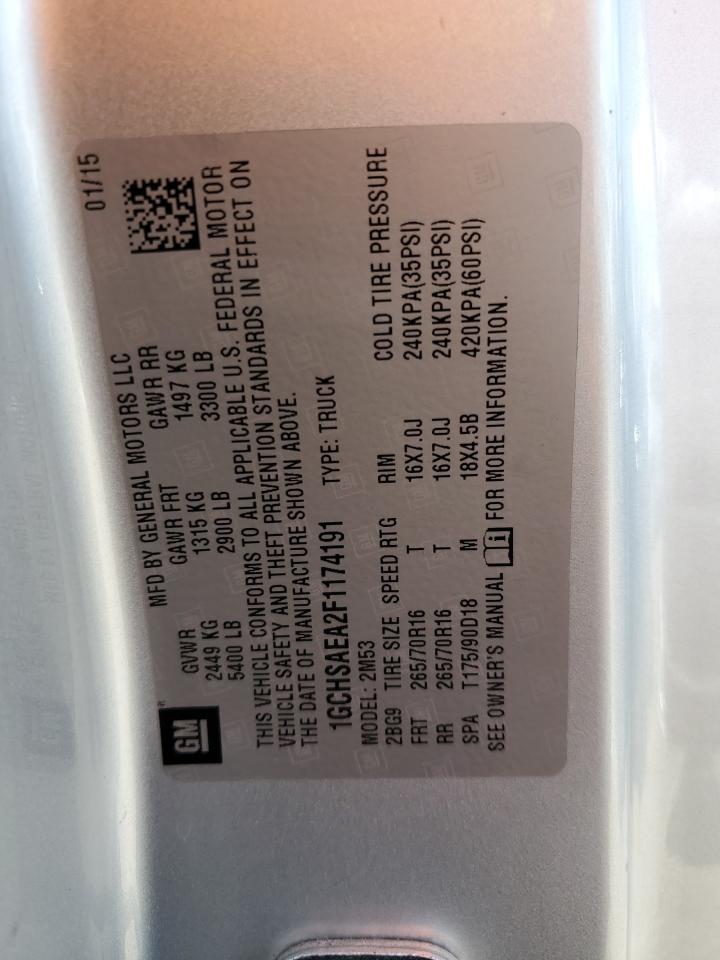 MFD BY GENERAL MOTORS LLC 01/15
GM
GVWR GAWR FRT GAWR RR
2449 KG 1315 KG 1497 KG
5400 LB 2900 LB 3300 LB
THIS VEHICLE CONFORMS TO ALL APPLICABLE U.S. FEDERAL MOTOR
VEHICLE SAFETY AND THEFT PREVENTION STANDARDS IN EFFECT ON
THE DATE OF MANUFACTURE SHOWN ABOVE.
1GCHSAEA2F1174191 TYPE: TRUCK
MODEL: 2M53
2BG9 TIRE SIZE SPEED RTG RIM COLD TIRE PRESSURE
FRT 265/70R16 T 16X7.0J 240KPA(35PSI)
RR 265/70R16 T 16X7.0J 240KPA(35PSI)
SPA T175/90D18 M 18X4.5B 420KPA(60PSI)
SEE OWNER'S MANUAL FOR MORE INFORMATION.